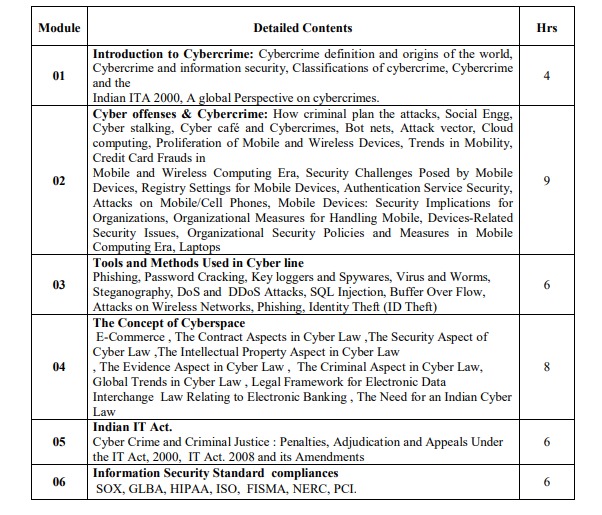 Module Detailed Contents Hrs
Introduction to Cybercrime: Cybercrime definition and origins of the world,
Cybercrime and information security, Classifications of cybercrime, Cybercrime
01 and the 4
Indian ITA 2000, A global Perspective on cybercrimes.
Cyber offenses & Cybercrime: How criminal plan the attacks, Social Engg,
Cyber stalking, Cyber café and Cybercrimes, Bot nets, Attack vector, Cloud
computing, Proliferation of Mobile and Wireless Devices, Trends in Mobility,
Credit Card Frauds in
02 Mobile and Wireless Computing Era, Security Challenges Posed by Mobile 9
Devices, Registry Settings for Mobile Devices, Authentication Service Security,
Attacks on Mobile/Cell Phones, Mobile Devices: Security Implications for
Organizations, Organizational Measures for Handling Mobile, Devices-Related
Security Issues, Organizational Security Policies and Measures in Mobile
Computing Era, Laptops
Tools and Methods Used in Cyber line
Phishing, Password Cracking, Key loggers and Spywares, Virus and Worms,
03 Steganography, DoS and DDoS Attacks, SQL Injection, Buffer Over Flow, 6
Attacks on Wireless Networks, Phishing, Identity Theft (ID Theft)
The Concept of Cyberspace
E-Commerce , The Contract Aspects in Cyber Law ,The Security Aspect of
Cyber Law ,The Intellectual Property Aspect in Cyber Law
04 , The Evidence Aspect in Cyber Law , The Criminal Aspect in Cyber Law, 8
Global Trends in Cyber Law , Legal Framework for Electronic Data
Interchange Law Relating to Electronic Banking , The Need for an Indian Cyber
Law
Indian IT Act.
05 Cyber Crime and Criminal Justice : Penalties, Adjudication and Appeals Under 6
the IT Act, 2000, IT Act. 2008 and its Amendments
Information Security Standard compliances
06 SOX, GLBA, HIPAA, ISO, FISMA, NERC, PCI. 6